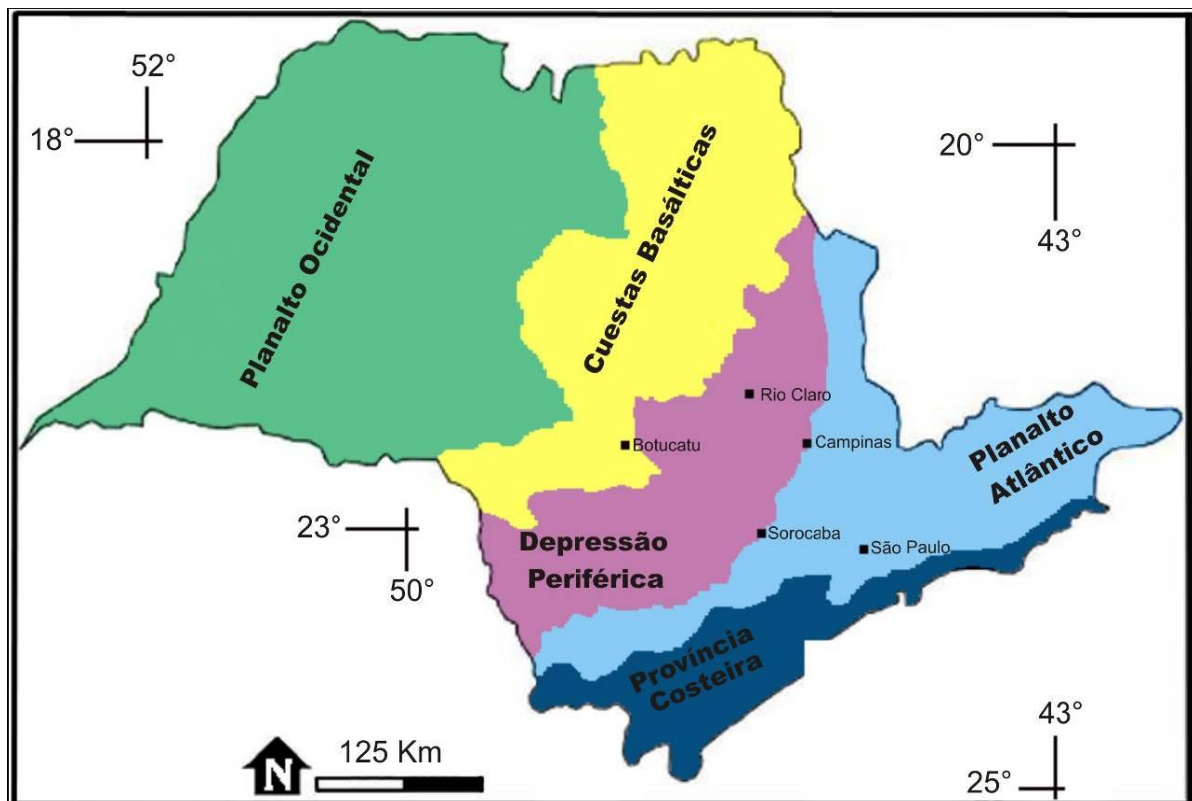 52°
18°
20°
43°
Planalto Ocidental
Cuestas Basálticas
Rio Claro
Botucatu
Campinas
Planalto
Atlântico
23°
50°
Depressão
Periférica
Sorocaba
São Paulo
Província
Costeira
43°
25°
N
125 Km